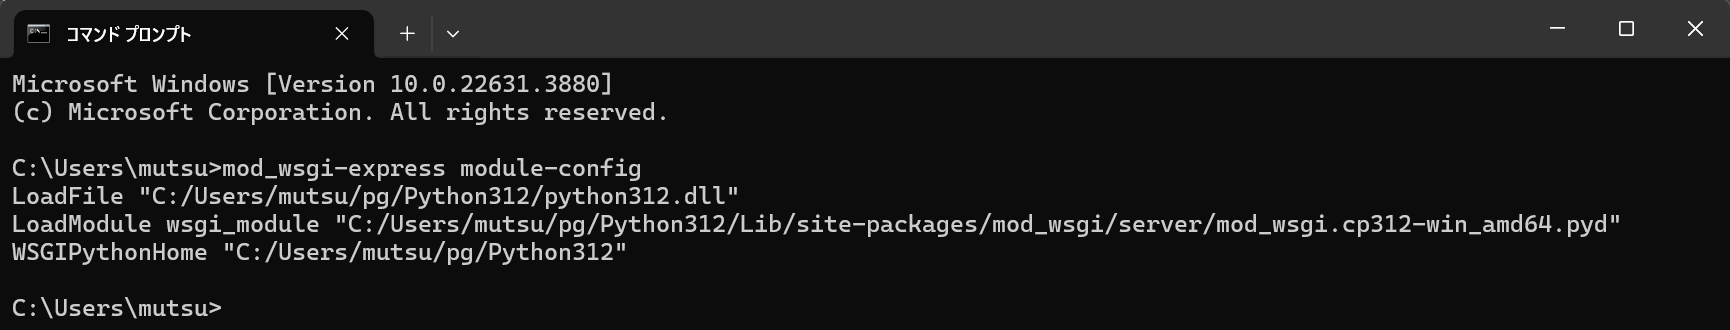 コマンド プロンプト
Microsoft Windows [Version 10.0.22631.3880]
(c) Microsoft Corporation. All rights reserved.
C:\Users\mutsu>mod_wsgi-express module-config
LoadFile "C:/Users/mutsu/pg/Python312/python312.dll"
LoadModule wsgi_module "C:/Users/mutsu/pg/Python312/Lib/site-packages/mod_wsgi/server/mod_wsgi.cp312-win_amd64.pyd"
WSGIPythonHome "C:/Users/mutsu/pg/Python312"
C:\Users\mutsu>